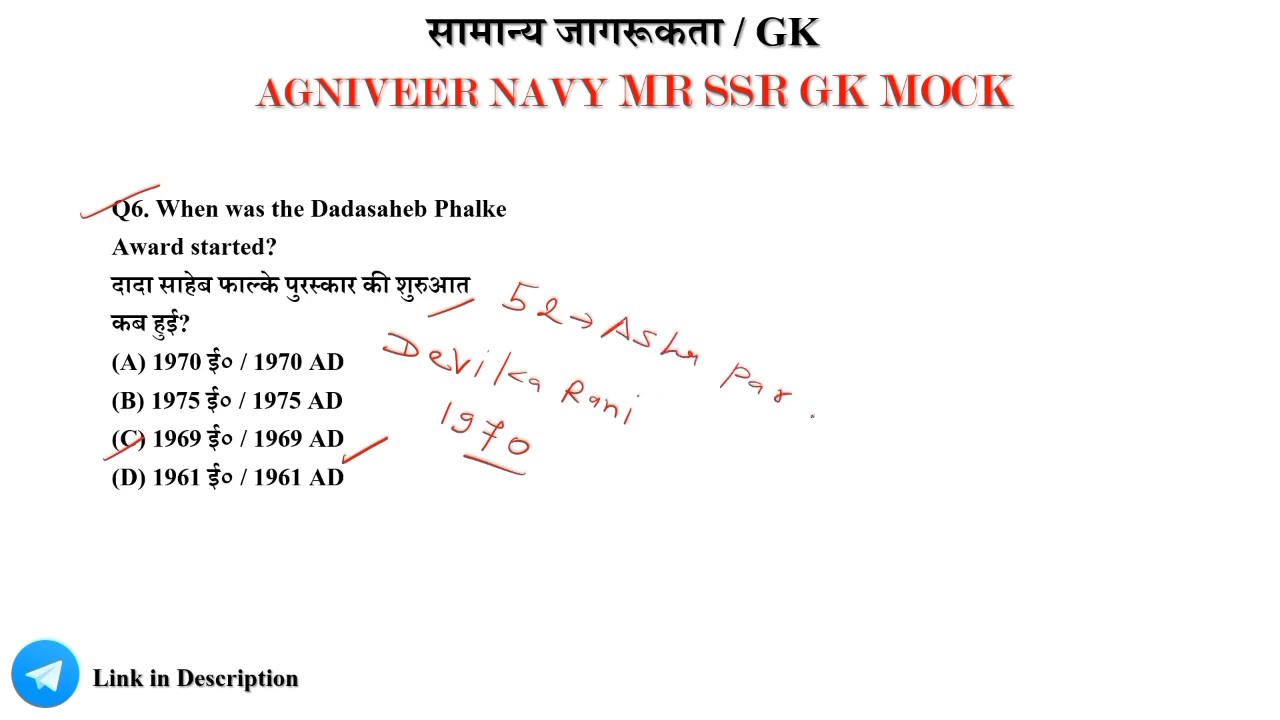 सामान्य जागरूकता / GK
AGNIVEER NAVY MR SSR GK MOCK
Q6. When was the Dadasaheb Phalke
Award started?
दादा साहेब फाल्के पुरस्कार की शुरुआत
कब हुई?
(A) 1970 ई० / 1970 AD
(B) 1975 ई० / 1975 AD
(C) 1969 ई० / 1969 AD
(D) 1961 ई० / 1961 AD
52 → Asha Par
Devika Rani
1970
Link in Description